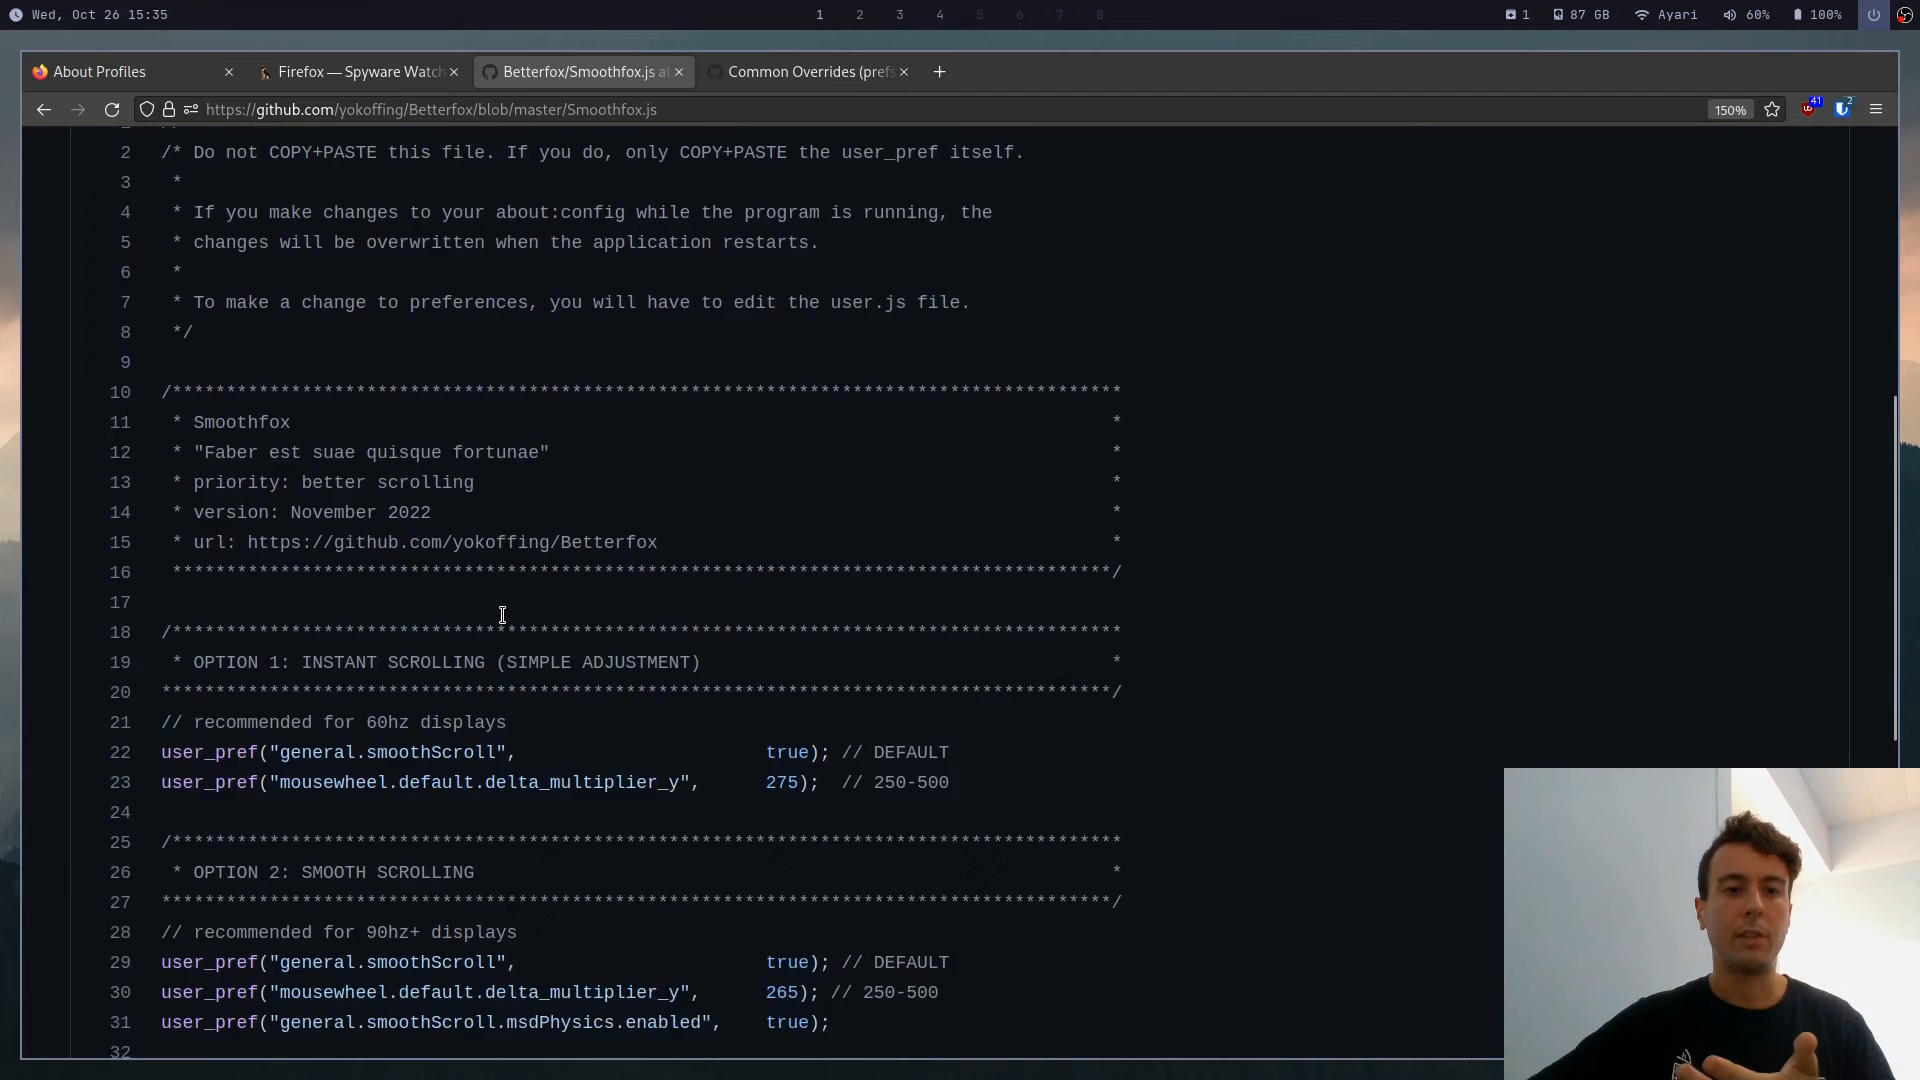 Wed, Oct 26 15:35
1 2 3 4 5 6 7 8
1 87 GB Ayari 60% 100%
About Profiles
Firefox — Spyware Watch
Betterfox/Smoothfox.js at
Common Overrides (prefs
https://github.com/yokoffing/Betterfox/blob/master/Smoothfox.js
150%
41
2
2 /* Do not COPY+PASTE this file. If you do, only COPY+PASTE the user_pref itself.
3 *
4 * If you make changes to your about:config while the program is running, the
5 * changes will be overwritten when the application restarts.
6 *
7 * To make a change to preferences, you will have to edit the user.js file.
8 */
9
10 /****************************************************************************************
11 * Smoothfox *
12 * "Faber est suae quisque fortunae" *
13 * priority: better scrolling *
14 * version: November 2022 *
15 * url: https://github.com/yokoffing/Betterfox *
16 ***************************************************************************************/
17
18 /****************************************************************************************
19 * OPTION 1: INSTANT SCROLLING (SIMPLE ADJUSTMENT) *
20 ****************************************************************************************/
21 // recommended for 60hz displays
22 user_pref("general.smoothScroll", true); // DEFAULT
23 user_pref("mousewheel.default.delta_multiplier_y", 275); // 250-500
24
25 /****************************************************************************************
26 * OPTION 2: SMOOTH SCROLLING *
27 ****************************************************************************************/
28 // recommended for 90hz+ displays
29 user_pref("general.smoothScroll", true); // DEFAULT
30 user_pref("mousewheel.default.delta_multiplier_y", 265); // 250-500
31 user_pref("general.smoothScroll.msdPhysics.enabled", true);
32